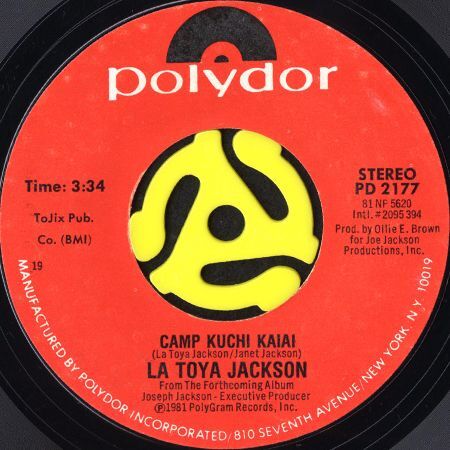 polydor
Time: 3:34
ToJix Pub.
Co. (BMI)
19
STEREO
PD 2177
81 NF 5620
Intl. #2095 394
Prod. by Ollie E. Brown
for Joe Jackson
Productions, Inc.
CAMP KUCHI KAIAI
(La Toya Jackson/Janet Jackson)
LA TOYA JACKSON
From The Forthcoming Album
Joseph Jackson-Executive Producer
Ⓟ1981 PolyGram Records, Inc.
MANUFACTURED BY POLYDOR INCORPORATED/810 SEVENTH AVENUE/NEW YORK, N.Y. 10019